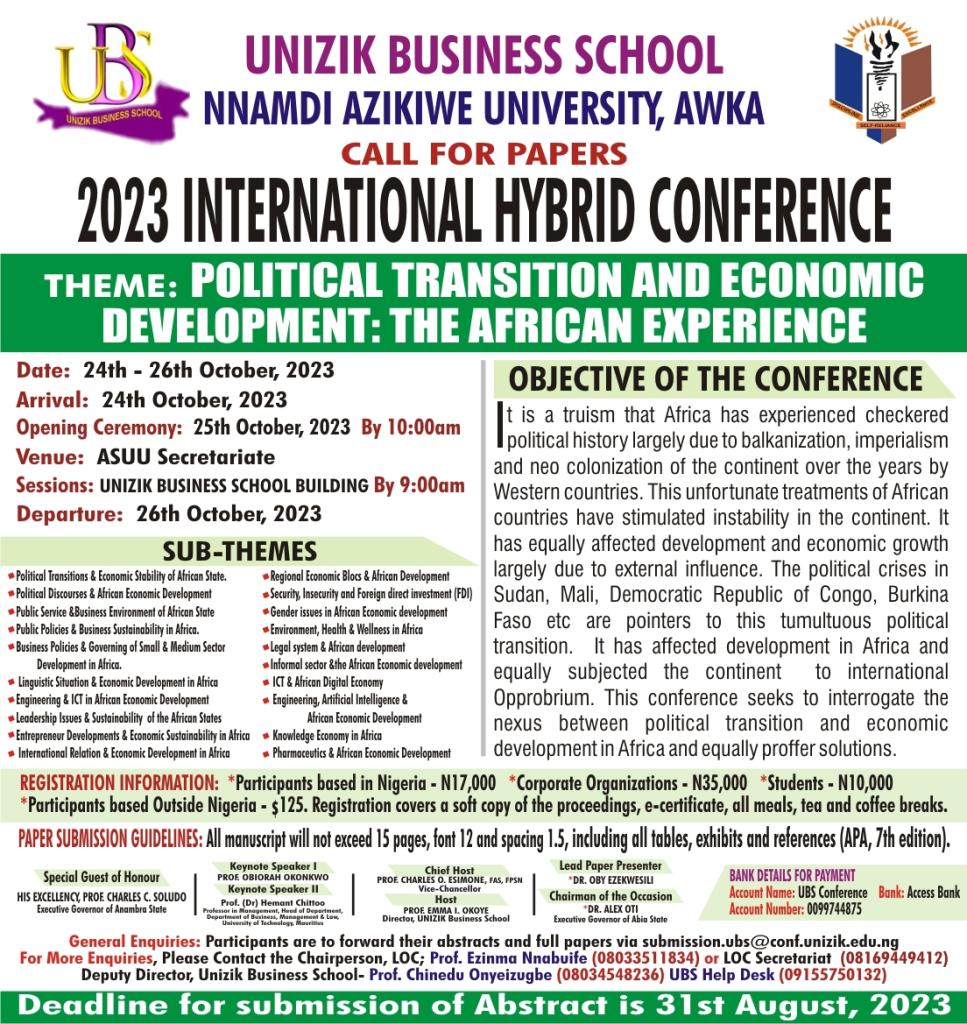 UBS
UNIZIK BUSINESS SCHOOL
UNIZIK BUSINESS SCHOOL
NNAMDI AZIKIWE UNIVERSITY, AWKA
DISCIPLINE
SELF-RELIANCE
EXCELLENCE
CALL FOR PAPERS
2023 INTERNATIONAL HYBRID CONFERENCE
THEME: POLITICAL TRANSITION AND ECONOMIC
DEVELOPMENT: THE AFRICAN EXPERIENCE
Date: 24th - 26th October, 2023
Arrival: 24th October, 2023
Opening Ceremony: 25th October, 2023 By 10:00am
Venue: ASUU Secretariate
Sessions: UNIZIK BUSINESS SCHOOL BUILDING By 9:00am
Departure: 26th October, 2023
SUB-THEMES
Political Transitions & Economic Stability of African State.
Political Discourses & African Economic Development
Public Service &Business Environment of African State
Public Policies & Business Sustainability in Africa.
Business Policies & Governing of Small & Medium Sector
Development in Africa.
Linguistic Situation & Economic Development in Africa
Engineering & ICT in African Economic Development
Leadership Issues & Sustainability of the African States
Entrepreneur Developments & Economic Sustainability in Africa
International Relation & Economic Development in Africa
Regional Economic Blocs & African Development
Security, Insecurity and Foreign direct investment (FDI)
Gender issues in African Economic development
Environment, Health & Wellness in Africa
Legal system & African development
Informal sector &the African Economic development
ICT & African Digital Economy
Engineering, Artificial Intelligence &
African Economic Development
Knowledge Economy in Africa
Pharmaceutics & African Economic Development
OBJECTIVE OF THE CONFERENCE
It is a truism that Africa has experienced checkered
political history largely due to balkanization, imperialism
and neo colonization of the continent over the years by
Western countries. This unfortunate treatments of African
countries have stimulated instability in the continent. It
has equally affected development and economic growth
largely due to external influence. The political crises in
Sudan, Mali, Democratic Republic of Congo, Burkina
Faso etc are pointers to this tumultuous political
transition. It has affected development in Africa and
equally subjected the continent to international
Opprobrium. This conference seeks to interrogate the
nexus between political transition and economic
development in Africa and equally proffer solutions.
REGISTRATION INFORMATION: *Participants based in Nigeria - N17,000 *Corporate Organizations - N35,000 *Students - N10,000
*Participants based Outside Nigeria - $125. Registration covers a soft copy of the proceedings, e-certificate, all meals, tea and coffee breaks.
PAPER SUBMISSION GUIDELINES: All manuscript will not exceed 15 pages, font 12 and spacing 1.5, including all tables, exhibits and references (APA, 7th edition).
Special Guest of Honour
HIS EXCELLENCY, PROF. CHARLES C. SOLUDO
Executive Governor of Anambra State
Keynote Speaker I
PROF. OBIORAH OKONKWO
Keynote Speaker II
Prof. (Dr) Hemant Chittoo
Professor in Management, Head of Department,
Department of Business, Management & Law,
University of Technology, Mauritius
Chief Host
PROF. CHARLES O. ESIMONE, FAS, FPSN
Vice-Chancellor
Host
PROF. EMMA I. OKOYE
Director, UNIZIK Business School
Lead Paper Presenter
*DR. OBY EZEKWESILI
Chairman of the Occasion
*DR. ALEX OTI
Executive Governor of Abia State
BANK DETAILS FOR PAYMENT
Account Name: UBS Conference Bank: Access Bank
Account Number: 0099744875
General Enquiries: Participants are to forward their abstracts and full papers via submission.ubs@conf.unizik.edu.ng
For More Enquiries, Please Contact the Chairperson, LOC; Prof. Ezinma Nnabuife (08033511834) or LOC Secretariat (08169449412)
Deputy Director, Unizik Business School- Prof. Chinedu Onyeizugbe (08034548236) UBS Help Desk (09155750132)
Deadline for submission of Abstract is 31st August, 2023